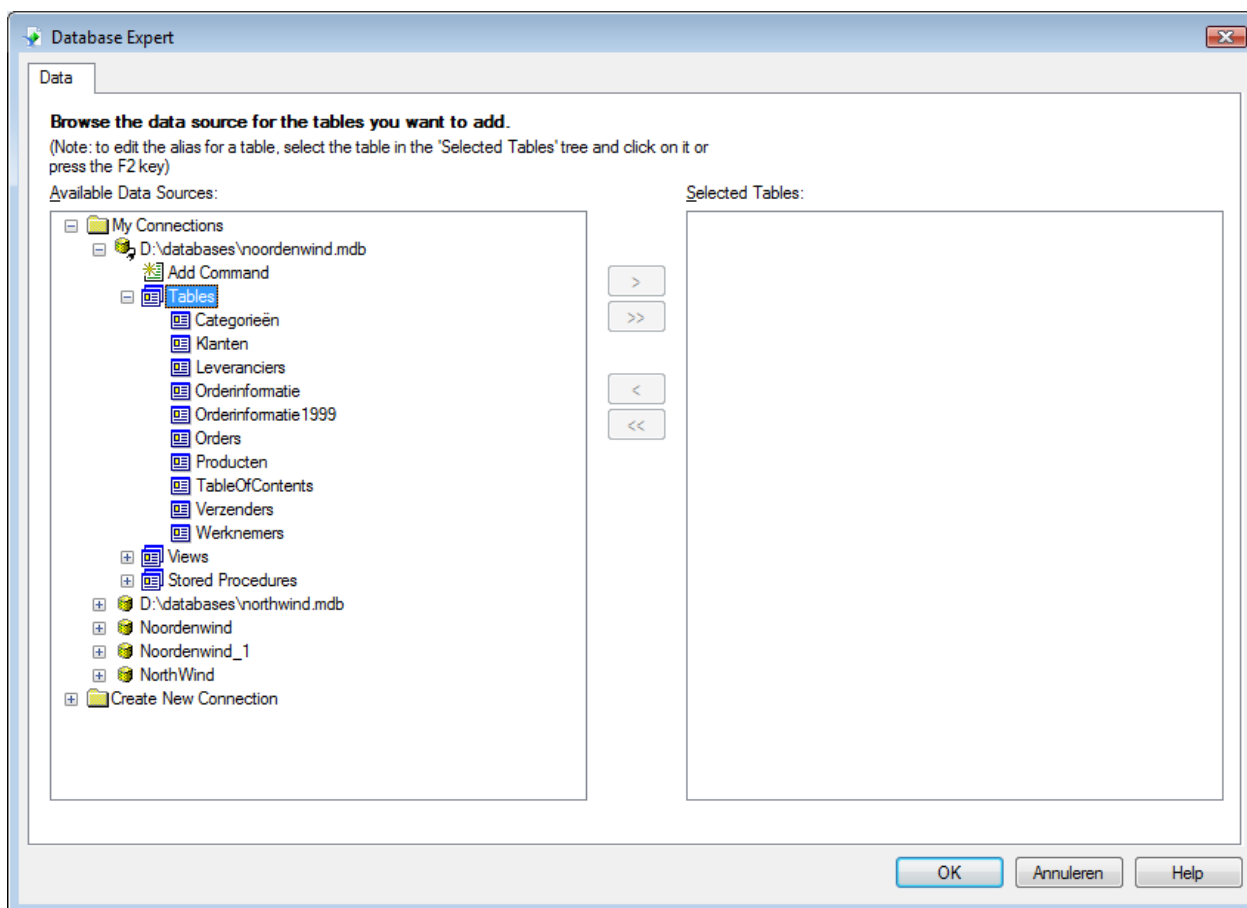 Database Expert
Data
Browse the data source for the tables you want to add.
(Note: to edit the alias for a table, select the table in the 'Selected Tables' tree and click on it or
press the F2 key)
Available Data Sources:
Selected Tables:
My Connections
D:\databases\noordenwind.mdb
Add Command
Tables
Categorieën
Klanten
Leveranciers
Orderinformatie
Orderinformatie1999
Orders
Producten
TableOfContents
Verzenders
Werknemers
Views
Stored Procedures
D:\databases\northwind.mdb
Noordenwind
Noordenwind_1
NorthWind
Create New Connection
>
>>
<
<<
OK
Annuleren
Help